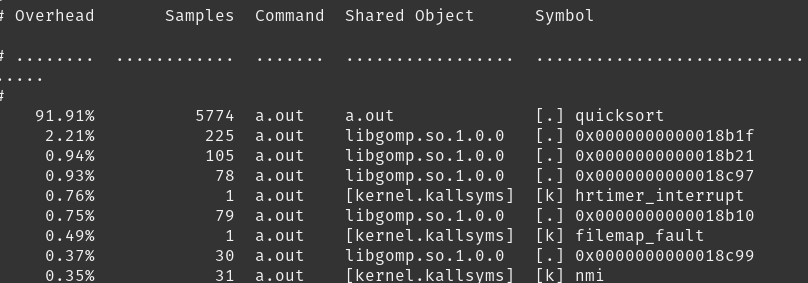 # Overhead       Samples  Command  Shared Object      Symbol
# ........  ............  .......  .................  ...........................
.....
#
    91.91%          5774  a.out    a.out              [.] quicksort
     2.21%           225  a.out    libgomp.so.1.0.0   [.] 0x0000000000018b1f
     0.94%           105  a.out    libgomp.so.1.0.0   [.] 0x0000000000018b21
     0.93%            78  a.out    libgomp.so.1.0.0   [.] 0x0000000000018c97
     0.76%             1  a.out    [kernel.kallsyms]  [k] hrtimer_interrupt
     0.75%            79  a.out    libgomp.so.1.0.0   [.] 0x0000000000018b10
     0.49%             1  a.out    [kernel.kallsyms]  [k] filemap_fault
     0.37%            30  a.out    libgomp.so.1.0.0   [.] 0x0000000000018c99
     0.35%            31  a.out    [kernel.kallsyms]  [k] nmi